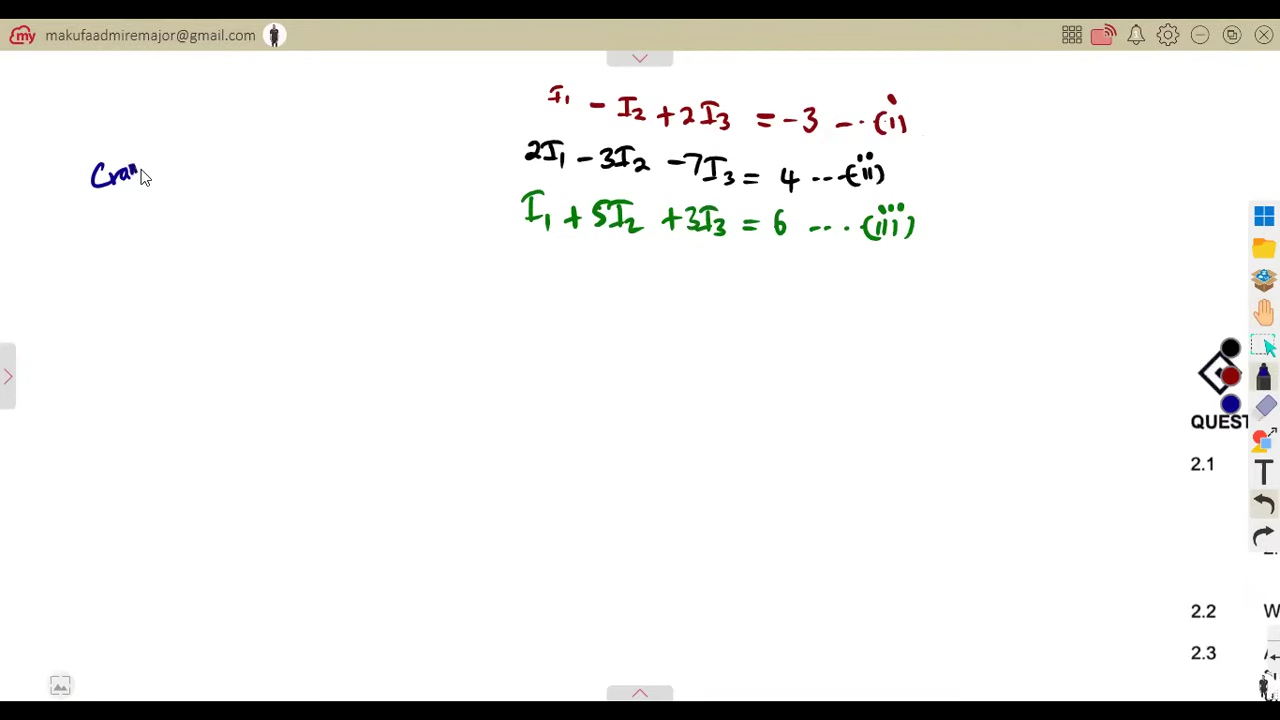 makufaadmiremajor@gmail.com
I₁ - I₂ + 2I₃ = -3 --·(i)
2I₁ - 3I₂ - 7I₃ = 4 ---(ii)
I₁ + 5I₂ + 3I₃ = 6 ---·(iii)
QUEST
2.1
2.2 W
2.3